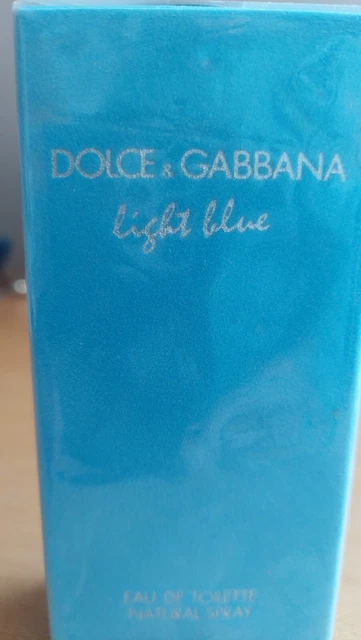 DOLCE & GABBANA
light blue
EAU DE TOILETTE
NATURAL SPRAY